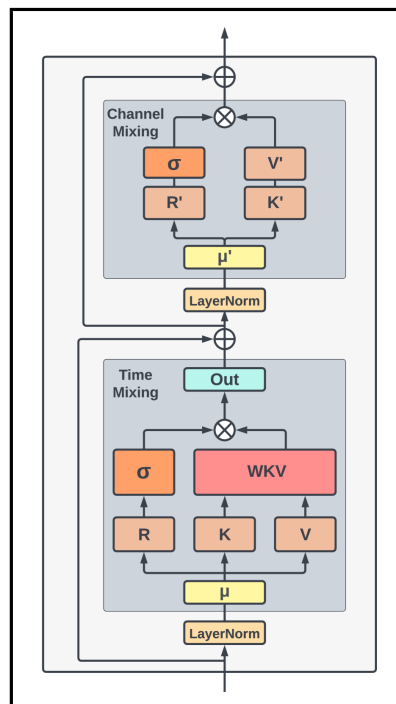 Channel
Mixing
σ
V'
R'
K'
μ'
LayerNorm
Time
Mixing
Out
σ
WKV
R
K
V
μ
LayerNorm